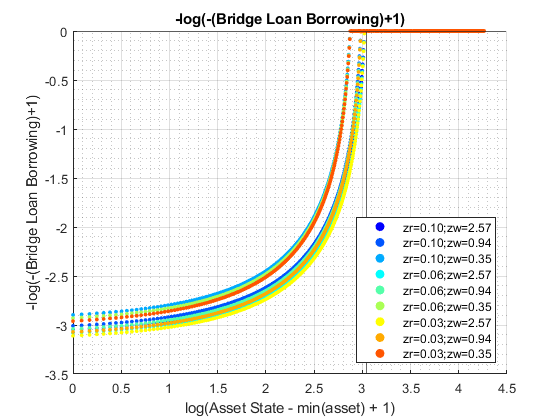 -log(-(Bridge Loan Borrowing)+1)
0
-0.5
-1
-1.5
-2
-2.5
-3
-3.5
-log(-(Bridge Loan Borrowing)+1)
zr=0.10;zw=2.57
zr=0.10;zw=0.94
zr=0.10;zw=0.35
zr=0.06;zw=2.57
zr=0.06;zw=0.94
zr=0.06;zw=0.35
zr=0.03;zw=2.57
zr=0.03;zw=0.94
zr=0.03;zw=0.35
0 0.5 1 1.5 2 2.5 3 3.5 4 4.5
log(Asset State - min(asset) + 1)